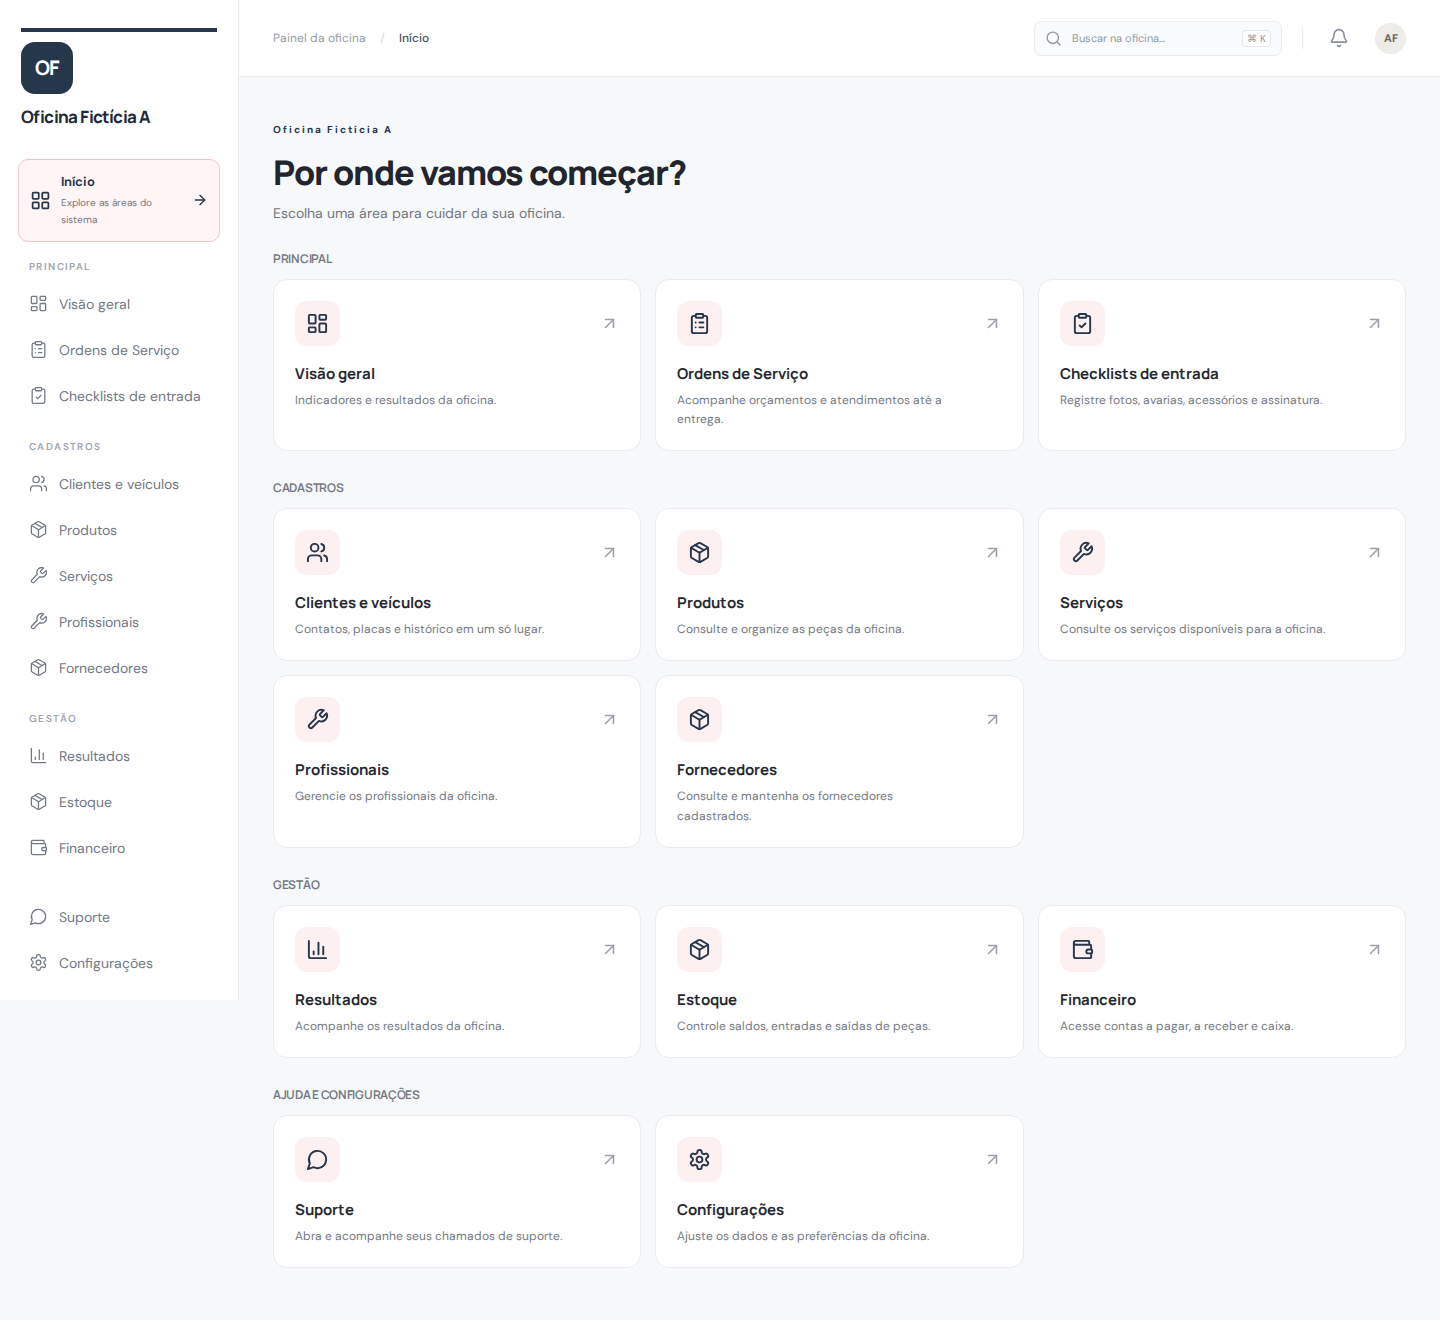 OF
Oficina Fictícia A
Início
Explore as áreas do
sistema
PRINCIPAL
Visão geral
Ordens de Serviço
Checklists de entrada
CADASTROS
Clientes e veículos
Produtos
Serviços
Profissionais
Fornecedores
GESTÃO
Resultados
Estoque
Financeiro
Suporte
Configurações
Painel da oficina / Início
Buscar na oficina... ⌘ K
AF
Oficina Fictícia A
Por onde vamos começar?
Escolha uma área para cuidar da sua oficina.
PRINCIPAL
Visão geral
Indicadores e resultados da oficina.
Ordens de Serviço
Acompanhe orçamentos e atendimentos até a
entrega.
Checklists de entrada
Registre fotos, avarias, acessórios e assinatura.
CADASTROS
Clientes e veículos
Contatos, placas e histórico em um só lugar.
Produtos
Consulte e organize as peças da oficina.
Serviços
Consulte os serviços disponíveis para a oficina.
Profissionais
Gerencie os profissionais da oficina.
Fornecedores
Consulte e mantenha os fornecedores
cadastrados.
GESTÃO
Resultados
Acompanhe os resultados da oficina.
Estoque
Controle saldos, entradas e saídas de peças.
Financeiro
Acesse contas a pagar, a receber e caixa.
AJUDA E CONFIGURAÇÕES
Suporte
Abra e acompanhe seus chamados de suporte.
Configurações
Ajuste os dados e as preferências da oficina.